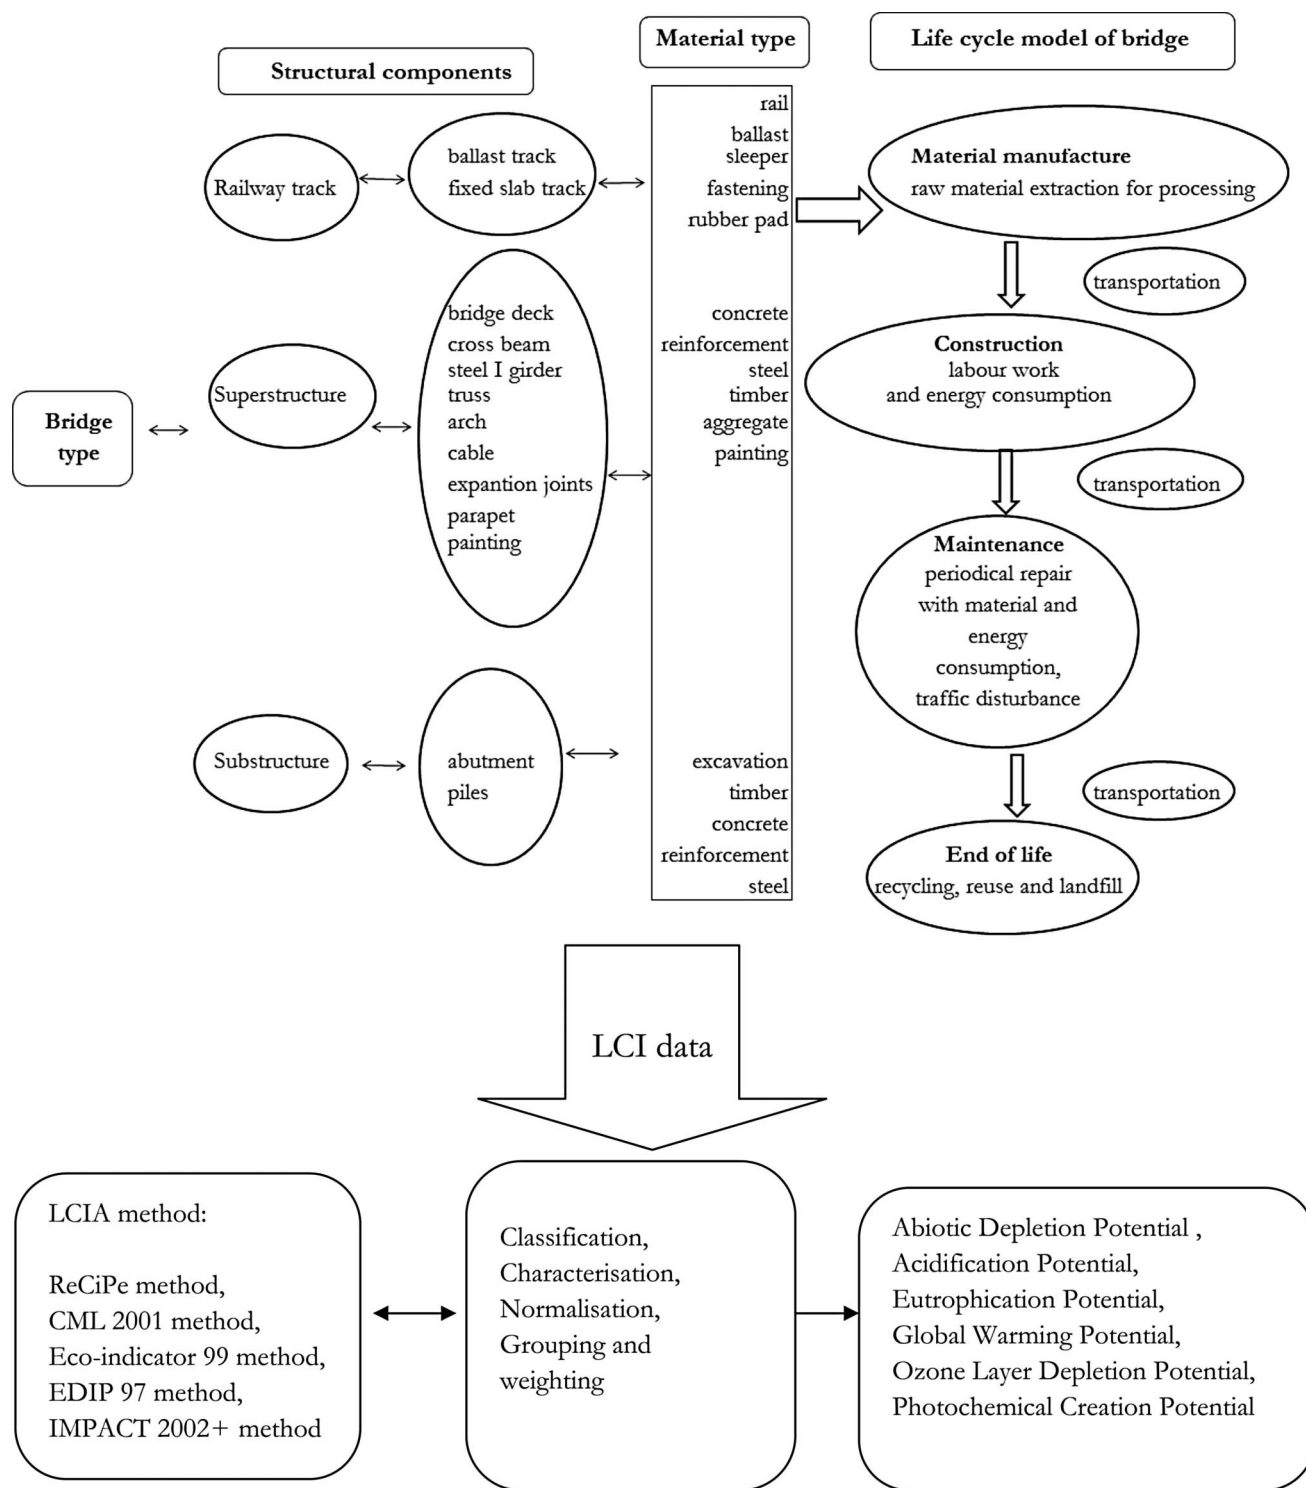 Structural components
Material type
Life cycle model of bridge
Bridge
type
Railway track
ballast track
fixed slab track
rail
ballast
sleeper
fastening
rubber pad
Superstructure
bridge deck
cross beam
steel I girder
truss
arch
cable
expantion joints
parapet
painting
concrete
reinforcement
steel
timber
aggregate
painting
Substructure
abutment
piles
excavation
timber
concrete
reinforcement
steel
Material manufacture
raw material extraction for processing
transportation
Construction
labour work
and energy consumption
transportation
Maintenance
periodical repair
with material and
energy
consumption,
traffic disturbance
transportation
End of life
recycling, reuse and landfill
LCI data
LCIA method:
ReCiPe method,
CML 2001 method,
Eco-indicator 99 method,
EDIP 97 method,
IMPACT 2002+ method
Classification,
Characterisation,
Normalisation,
Grouping and
weighting
Abiotic Depletion Potential ,
Acidification Potential,
Eutrophication Potential,
Global Warming Potential,
Ozone Layer Depletion Potential,
Photochemical Creation Potential